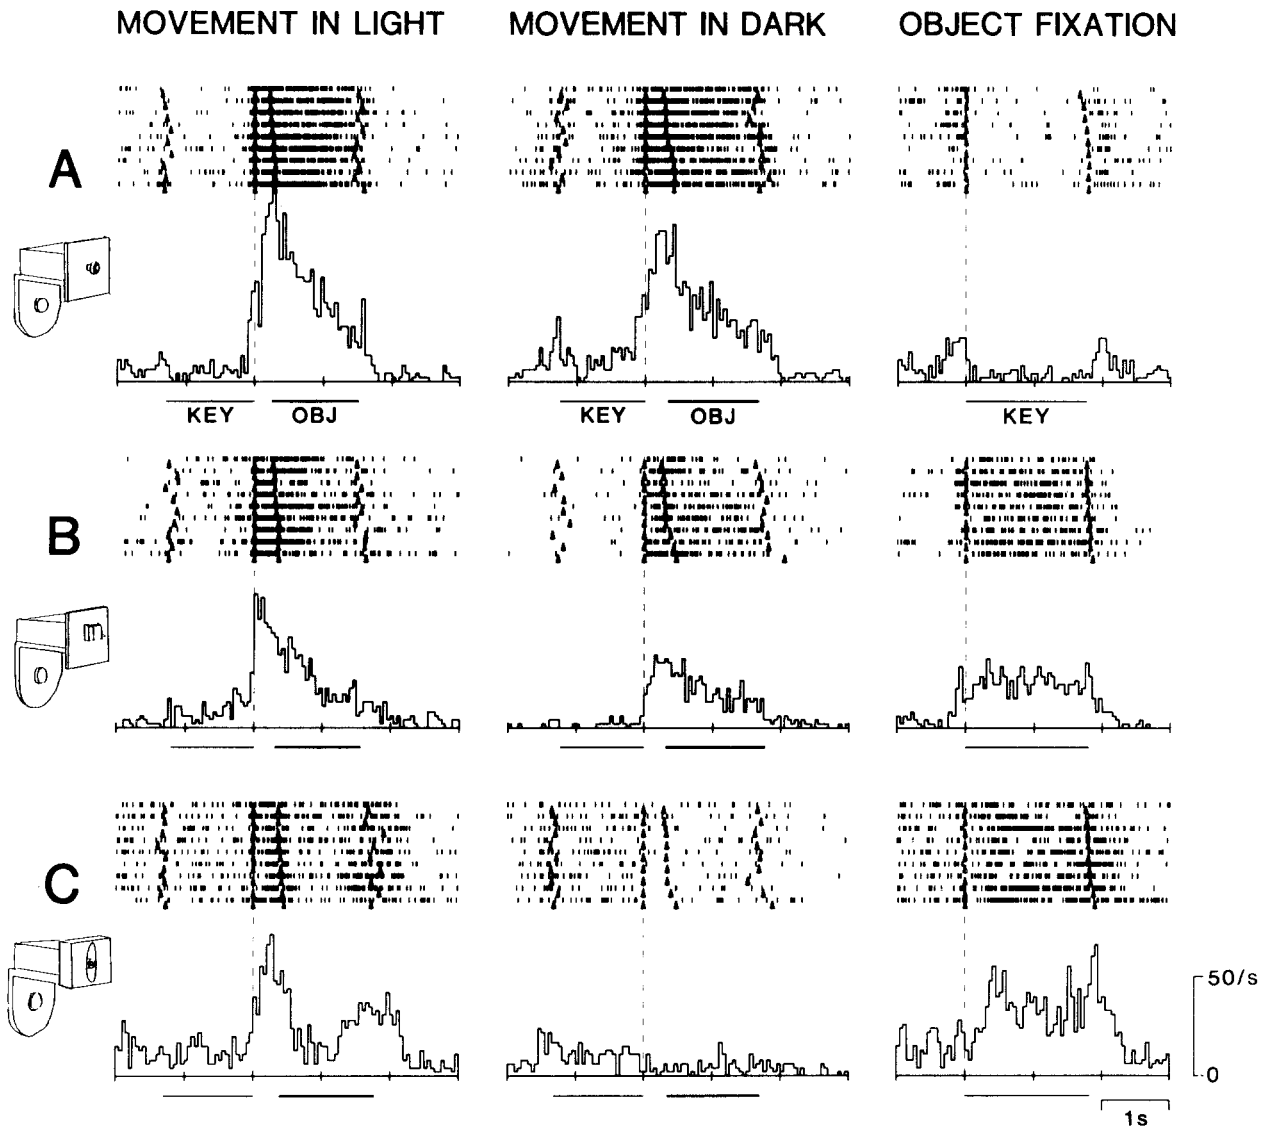 MOVEMENT IN LIGHT MOVEMENT IN DARK OBJECT FIXATION
A
KEY OBJ KEY OBJ KEY
B
C
50/s
0
1s